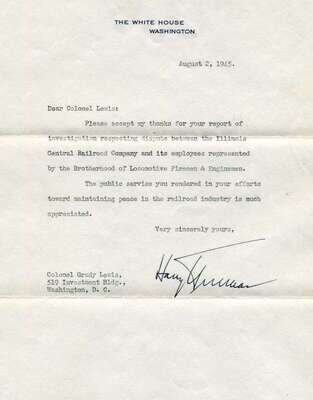 THE WHITE HOUSE
WASHINGTON
August 2, 1945.
Dear Colonel Lewis:
Please accept my thanks for your report of
investigation respecting dispute between the Illinois
Central Railroad Company and its employees represented
by the Brotherhood of Locomotive Firemen & Enginemen.
The public service you rendered in your efforts
toward maintaining peace in the railroad industry is much
appreciated.
Very sincerely yours,
Harry Truman
Colonel Grady Lewis,
519 Investment Bldg.,
Washington, D. C.